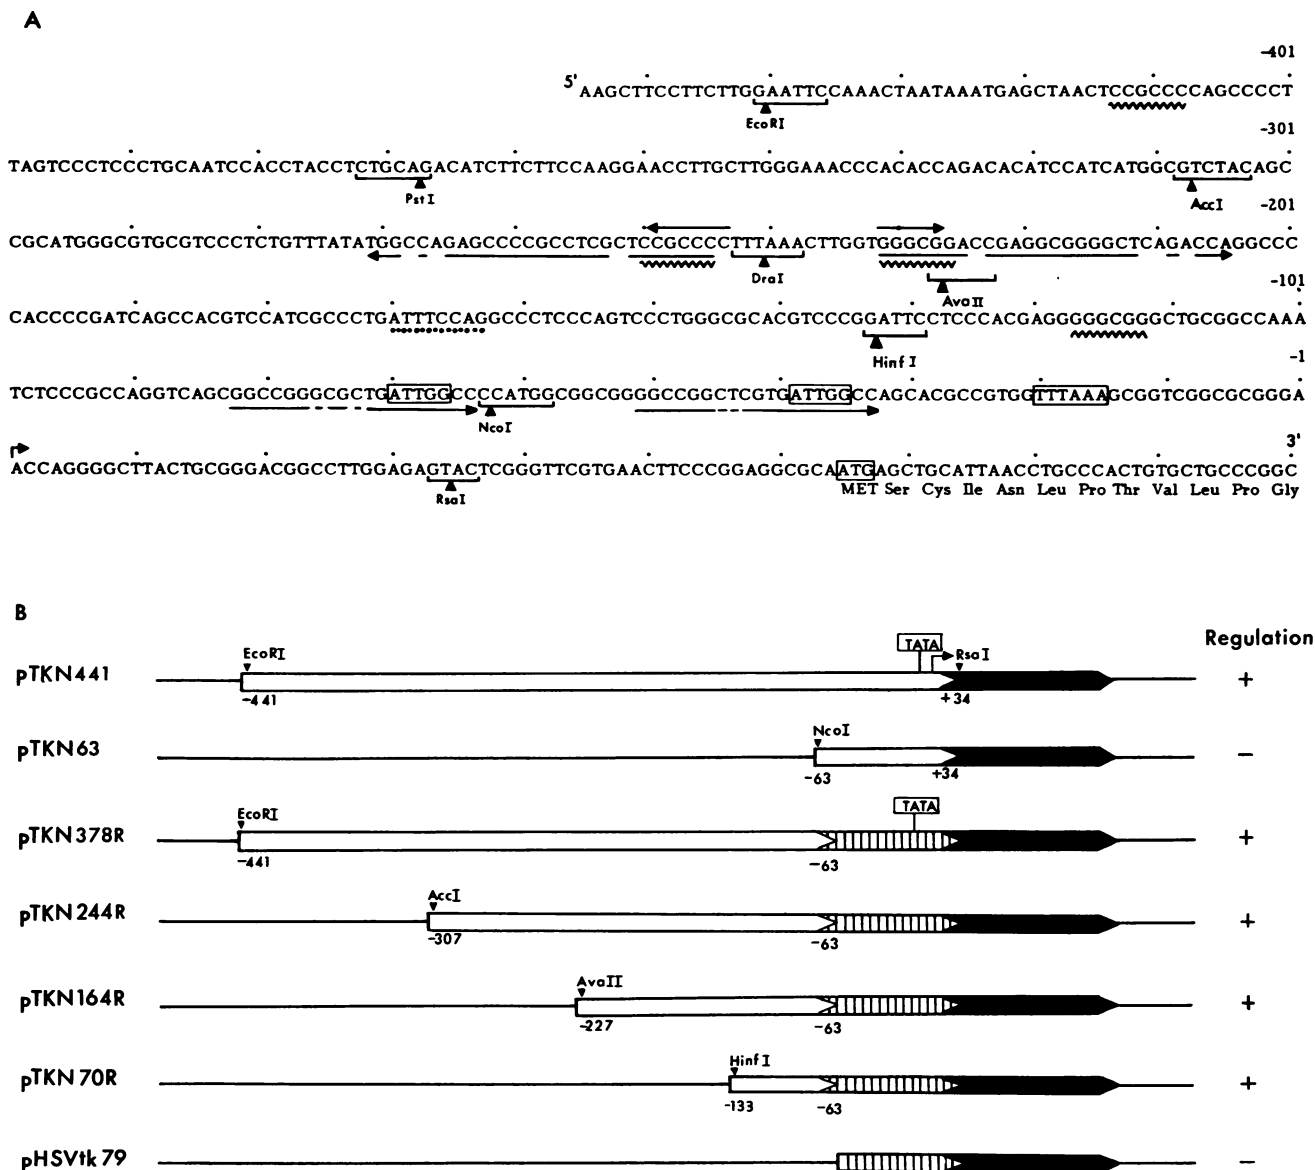 A
-401
5' AAGCTTCCTTCTTGGAATTCCAAACTAATAAATGAGCTAACTCCGCCCCAGCCCCT
EcoRI
-301
TAGTCCCTCCCTGCAATCCACCTACCTCTGCAGACATCTTCTTCCAAGGAACCTTGCTTGGGAAACCCACACCAGACACATCCATCATGGCGTCTACAGC
PstI
AccI
-201
CGCATGGGCGTGCGTCCCTCTGTTTATATGGCCAGAGCCCCGCCTCGCTCCGCCCCTTTAAACTTGGTGGGCGGACCGAGGCGGGGCTCAGACCAGGCCC
DraI
AvaII
-101
CACCCCGATCAGCCACGTCCATCGCCCTGATTTCCAGGCCCTCCCAGTCCCTGGGCGCACGTCCCGGATTCCTCCCACGAGGGGGCGGGCTGCGGCCAAA
HinfI
-1
TCTCCCGCCAGGTCAGCGGCCGGGCGCTGATTGGCCCCATGGCGGCGGGGCCGGCTCGTGATTGGCCAGCACGCCGTGGTTTAAAGCGGTCGGCGCGGGA
NcoI
3'
ACCAGGGGCTTACTGCGGGACGGCCTTGGAGAGTACTCGGGTTCGTGAACTTCCCGGAGGCGCAATGAGCTGCATTAACCTGCCCACTGTGCTGCCCGGC
RsaI
MET Ser Cys Ile Asn Leu Pro Thr Val Leu Pro Gly
B
Regulation
TATA
pTKN441
EcoRI
RsaI
+
-441
+34
pTKN63
NcoI
−
-63
+34
pTKN378R
EcoRI
TATA
+
-441
-63
pTKN244R
AccI
+
-307
-63
pTKN164R
AvaII
+
-227
-63
pTKN70R
HinfI
+
-133
-63
pHSVtk79
−